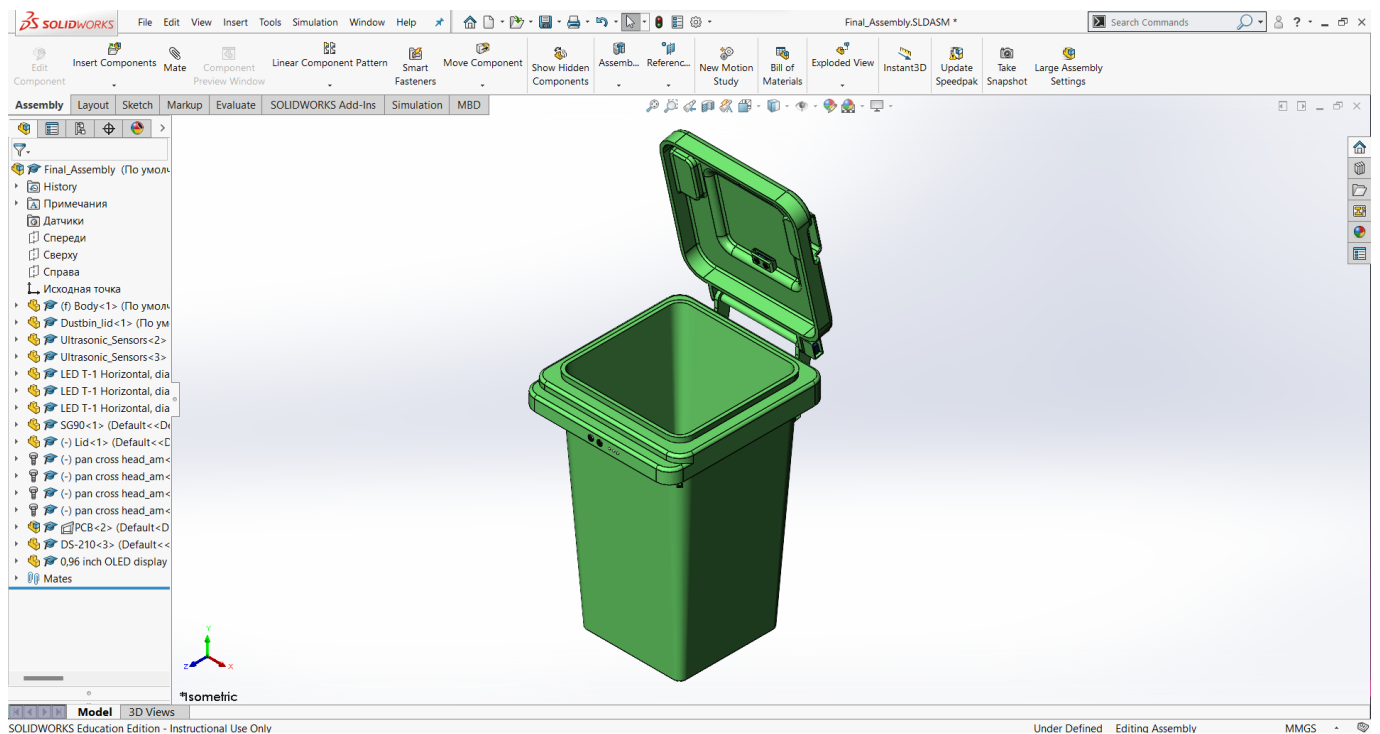 SOLIDWORKS File Edit View Insert Tools Simulation Window Help Final_Assembly.SLDASM * Search Commands ?
Edit Component
Insert Components
Mate
Component Preview Window
Linear Component Pattern
Smart Fasteners
Move Component
Show Hidden Components
Assemb...
Referenc...
New Motion Study
Bill of Materials
Exploded View
Instant3D
Update Speedpak
Take Snapshot
Large Assembly Settings
Assembly Layout Sketch Markup Evaluate SOLIDWORKS Add-Ins Simulation MBD
Final_Assembly (По умолч
History
Примечания
Датчики
Спереди
Сверху
Справа
Исходная точка
(f) Body<1> (По умолч
Dustbin_lid<1> (По ум
Ultrasonic_Sensors<2>
Ultrasonic_Sensors<3>
LED T-1 Horizontal, dia
LED T-1 Horizontal, dia
LED T-1 Horizontal, dia
SG90<1> (Default<<De
(-) Lid<1> (Default<<D
(-) pan cross head_am<
(-) pan cross head_am<
(-) pan cross head_am<
(-) pan cross head_am<
PCB<2> (Default<D
DS-210<3> (Default<<
0,96 inch OLED display
Mates
Y
Z X
*Isometric
Model 3D Views
SOLIDWORKS Education Edition - Instructional Use Only Under Defined Editing Assembly MMGS